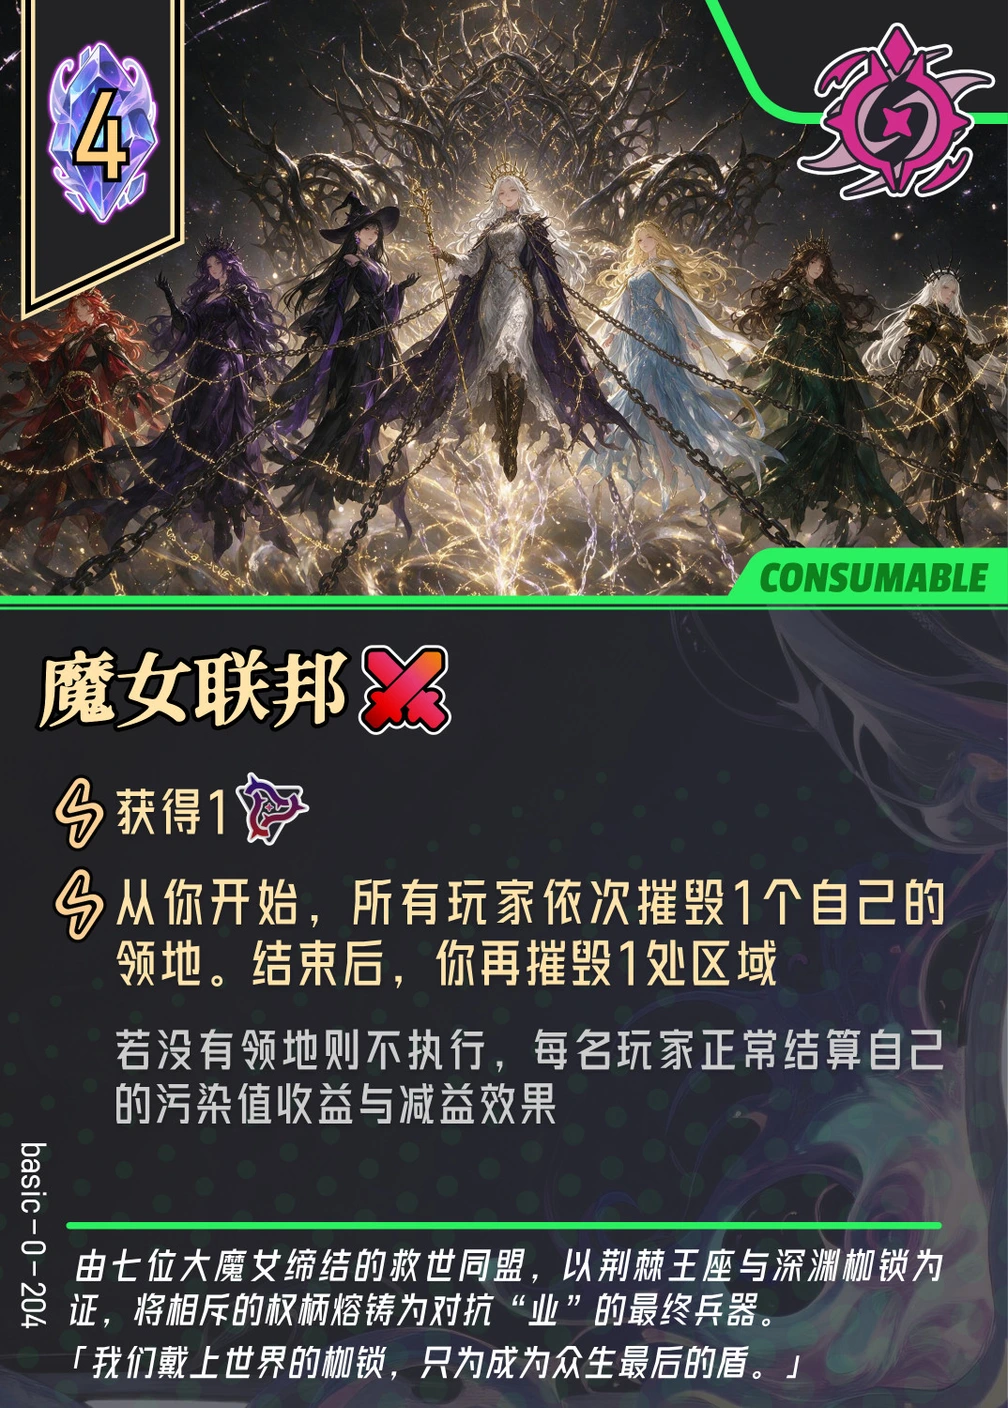 4
CONSUMABLE
魔女联邦
获得1
从你开始，所有玩家依次摧毁1个自己的
领地。结束后，你再摧毁1处区域
若没有领地则不执行，每名玩家正常结算自己
的污染值收益与减益效果
basic-0-204
由七位大魔女缔结的救世同盟，以荆棘王座与深渊枷锁为
证，将相斥的权柄熔铸为对抗“业”的最终兵器。
「我们戴上世界的枷锁，只为成为众生最后的盾。」